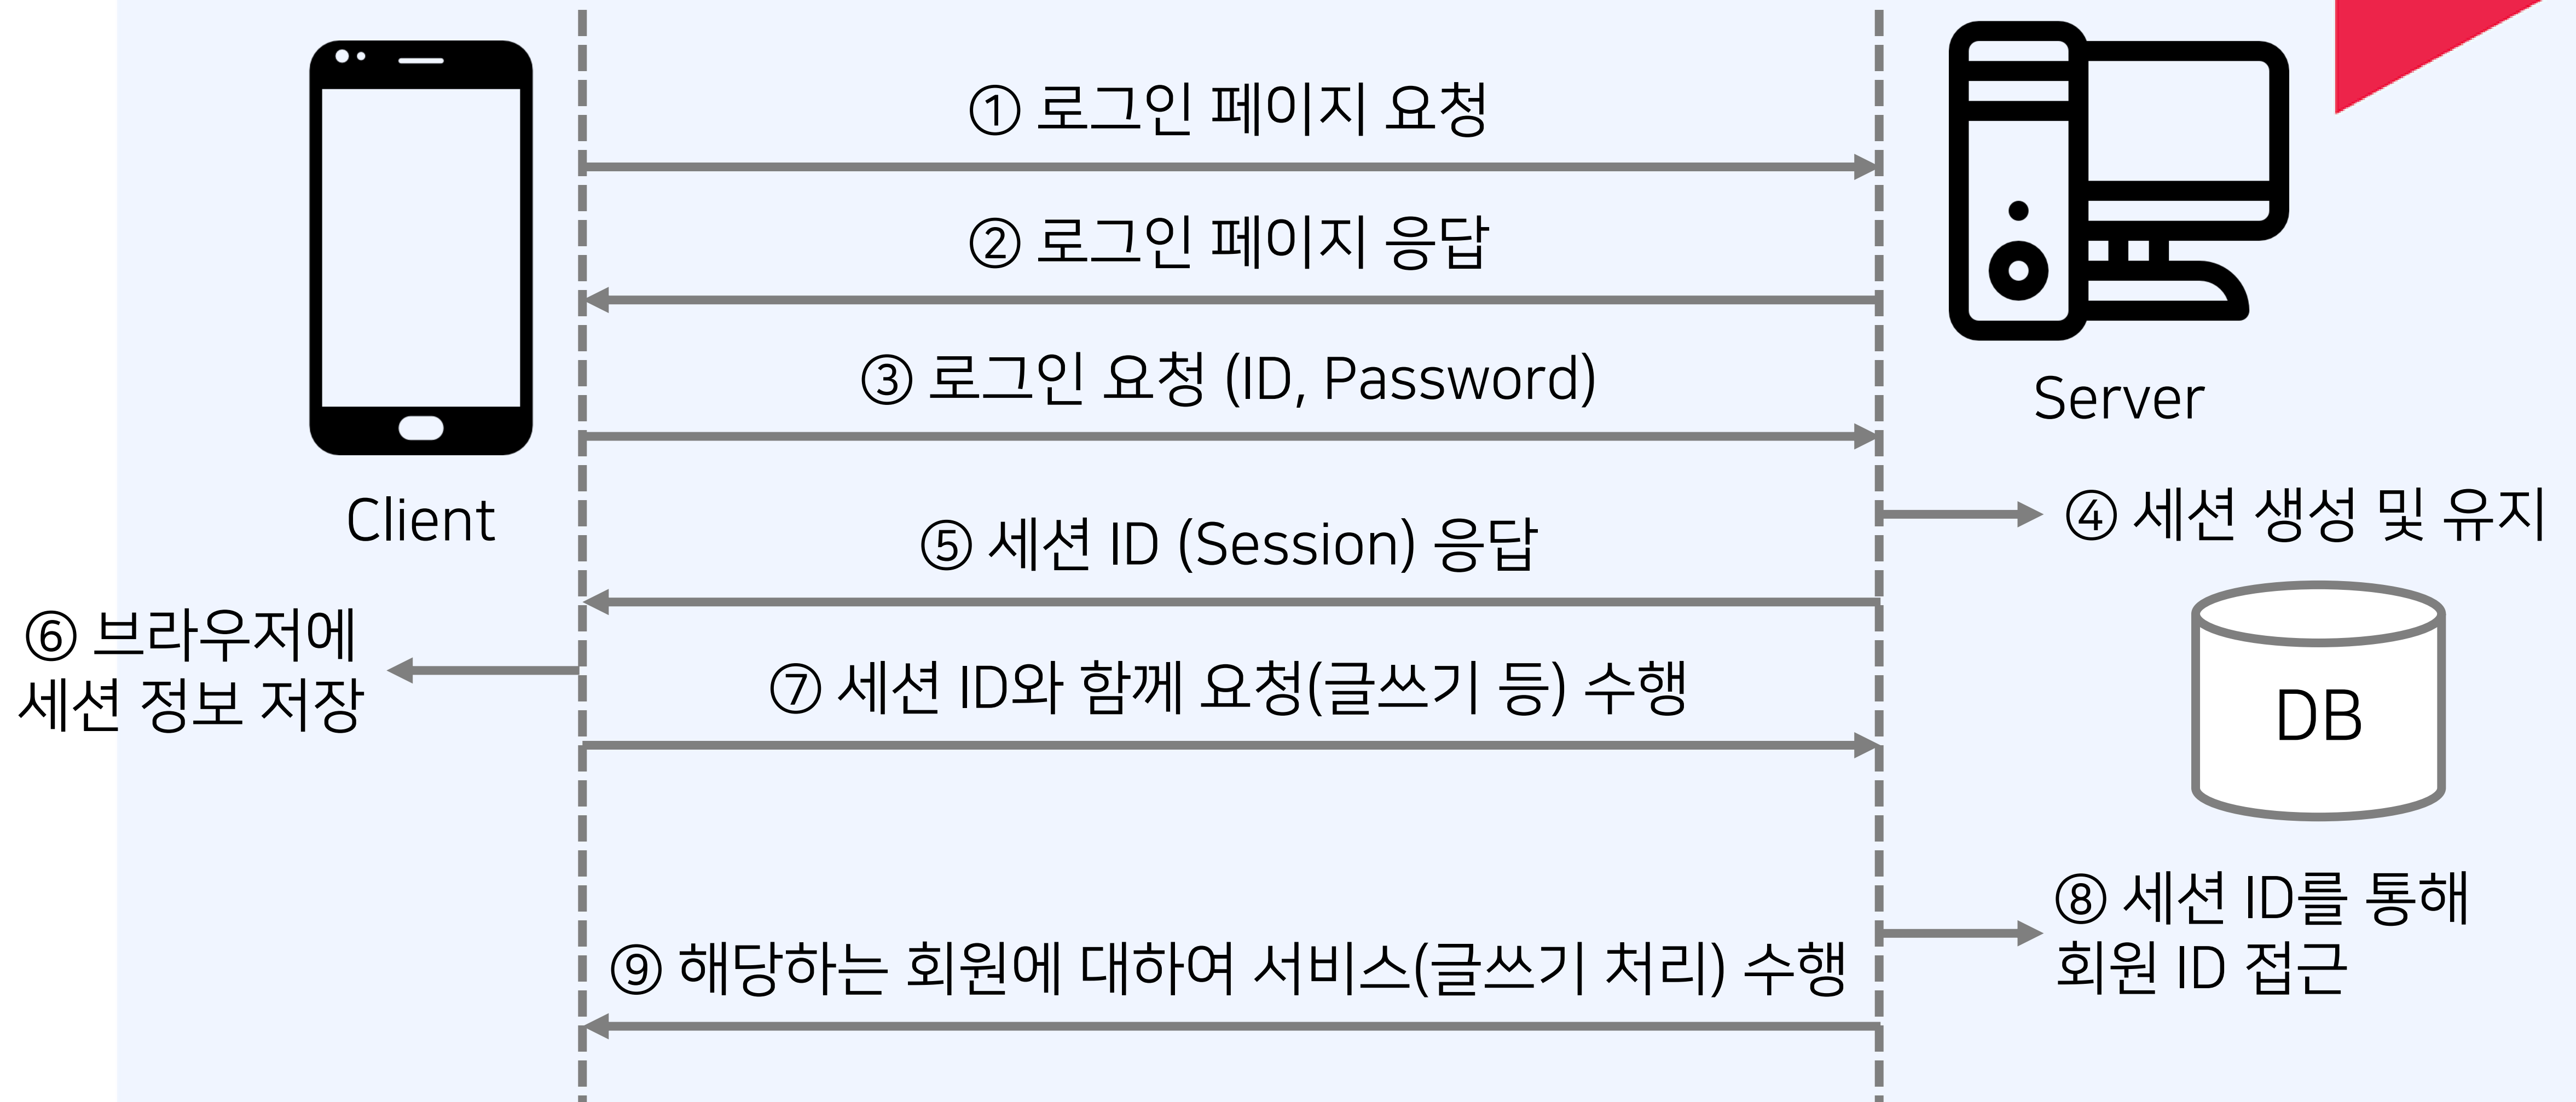 ① 로그인 페이지 요청
② 로그인 페이지 응답
③ 로그인 요청 (ID, Password)
Server
Client
④ 세션 생성 및 유지
⑤ 세션 ID (Session) 응답
⑥ 브라우저에
세션 정보 저장
⑦ 세션 ID와 함께 요청(글쓰기 등) 수행
DB
⑧ 세션 ID를 통해
회원 ID 접근
⑨ 해당하는 회원에 대하여 서비스(글쓰기 처리) 수행